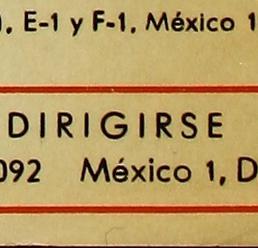 , E-1 y F-1, México 1
DIRIGIRSE
092 México 1, D